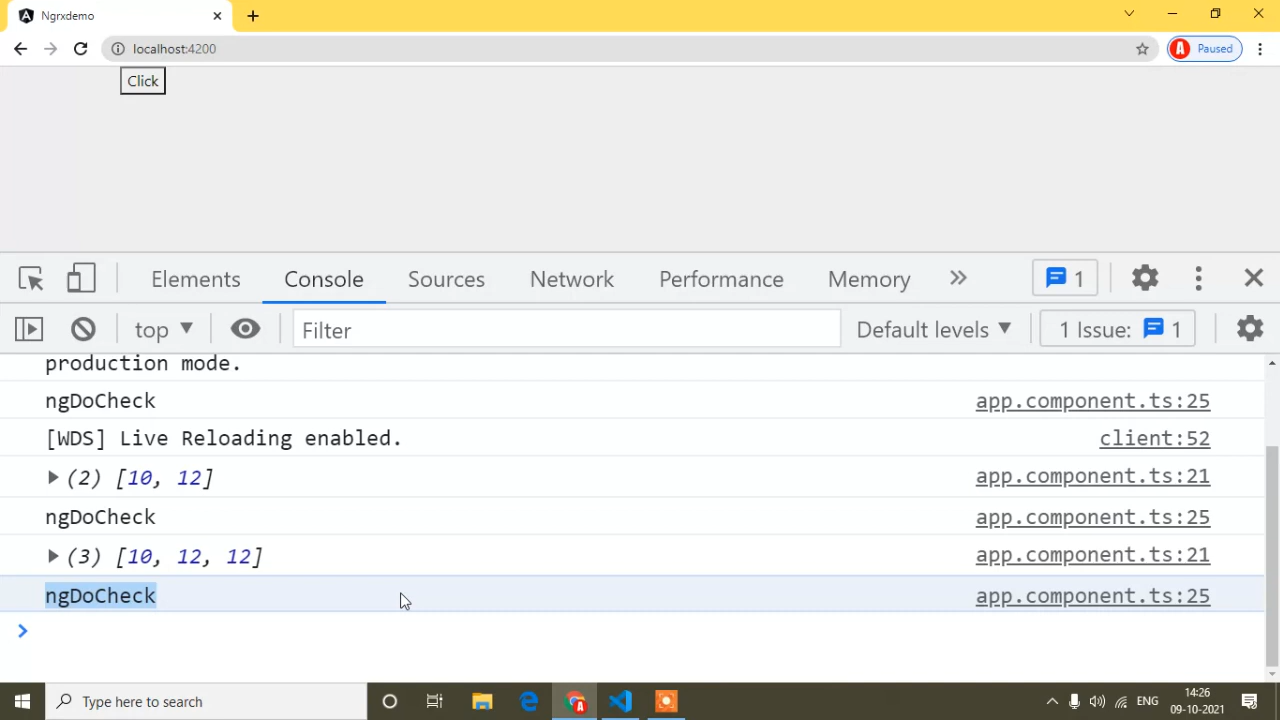 Ngrxdemo
localhost:4200
A Paused
Click
Elements Console Sources Network Performance Memory 1
top Filter Default levels 1 Issue: 1
production mode.
ngDoCheck app.component.ts:25
[WDS] Live Reloading enabled. client:52
(2) [10, 12] app.component.ts:21
ngDoCheck app.component.ts:25
(3) [10, 12, 12] app.component.ts:21
ngDoCheck app.component.ts:25
Type here to search
A
ENG
14:26
09-10-2021